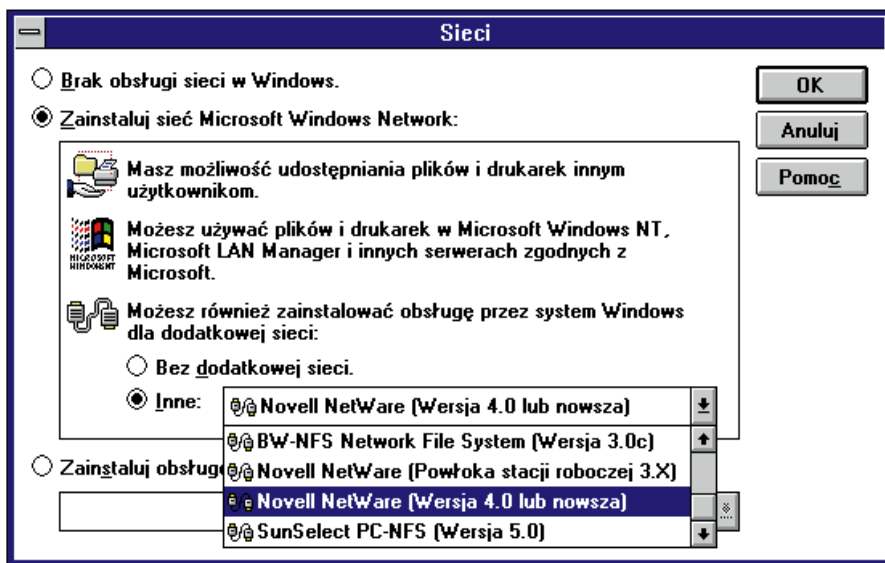 Sieci
Brak obsługi sieci w Windows.
OK
Zainstaluj sieć Microsoft Windows Network:
Anuluj
Masz możliwość udostępniania plików i drukarek innym
użytkownikom.
Pomoc
Możesz używać plików i drukarek w Microsoft Windows NT,
Microsoft LAN Manager i innych serwerach zgodnych z
Microsoft.
MICROSOFT
WINDOWS NT
Możesz również zainstalować obsługę przez system Windows
dla dodatkowej sieci:
Bez dodatkowej sieci.
Inne:
Novell NetWare (Wersja 4.0 lub nowsza)
BW-NFS Network File System (Wersja 3.0c)
Zainstaluj
Novell NetWare (Powłoka stacji roboczej 3.X)
Novell NetWare (Wersja 4.0 lub nowsza)
SunSelect PC-NFS (Wersja 5.0)